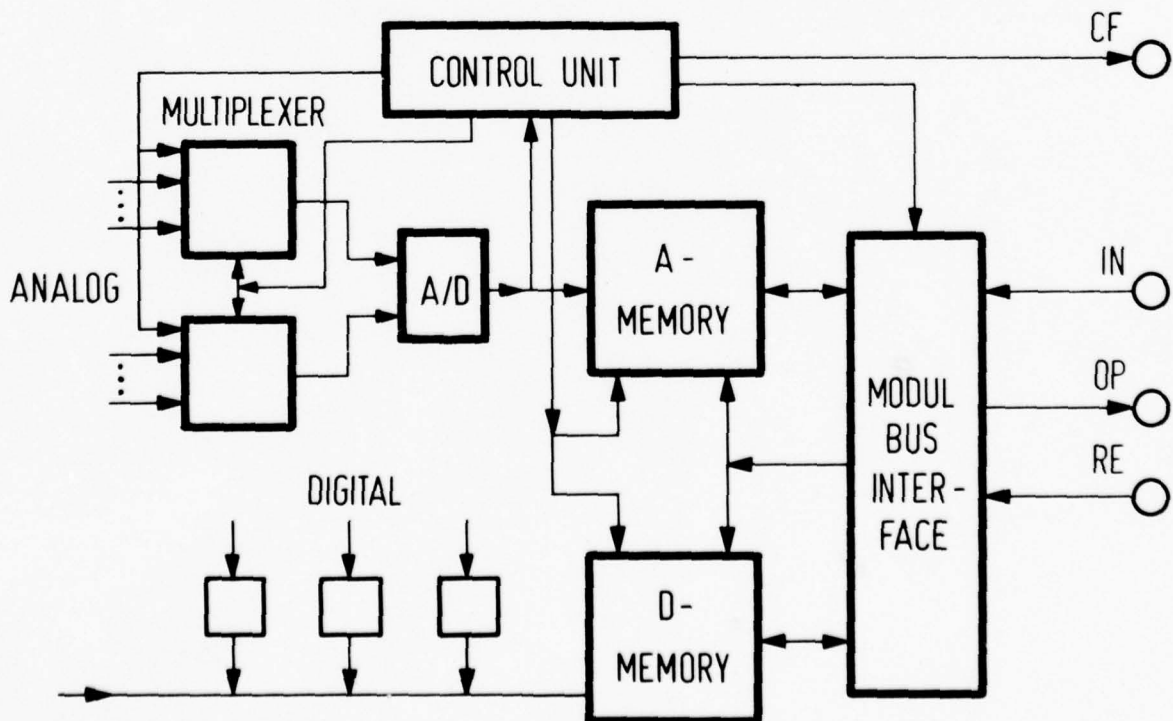 CF
CONTROL UNIT
MULTIPLEXER
ANALOG
A/D
A-
MEMORY
IN
OP
RE
MODUL
BUS
INTER-
FACE
DIGITAL
D-
MEMORY